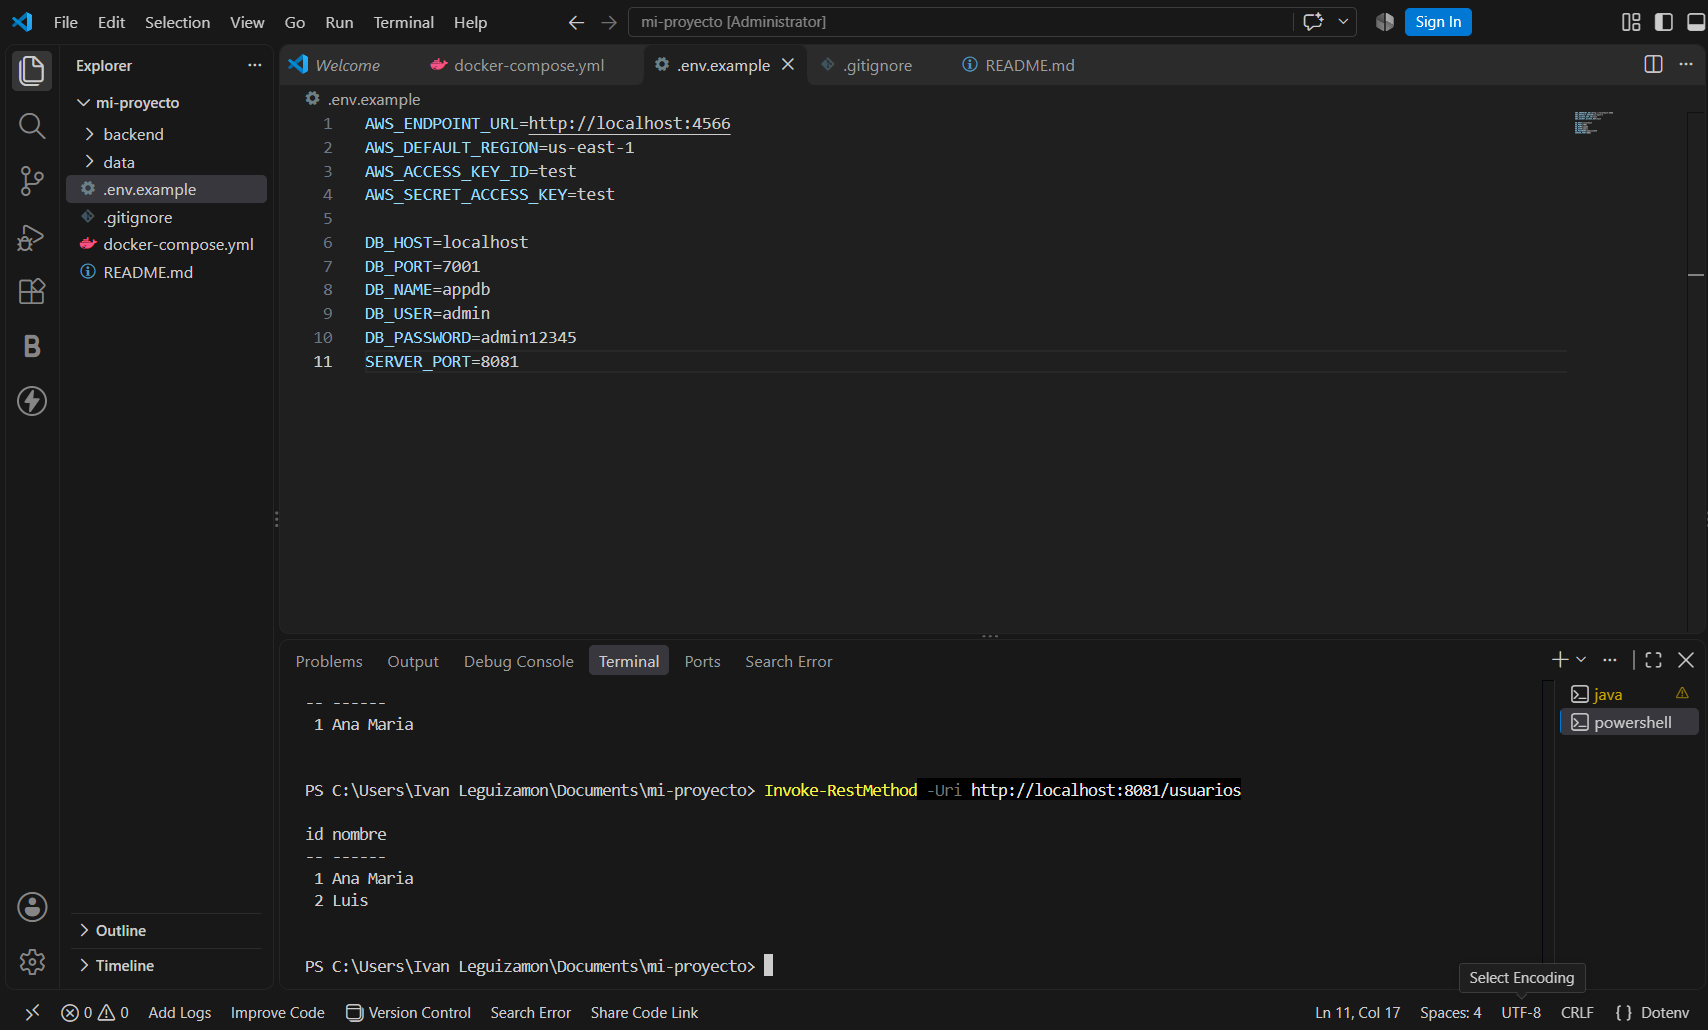 File Edit Selection View Go Run Terminal Help
mi-proyecto [Administrator]
Sign In
Explorer
mi-proyecto
backend
data
.env.example
.gitignore
docker-compose.yml
README.md
Outline
Timeline
Welcome docker-compose.yml .env.example .gitignore README.md
.env.example
1 AWS_ENDPOINT_URL=http://localhost:4566
2 AWS_DEFAULT_REGION=us-east-1
3 AWS_ACCESS_KEY_ID=test
4 AWS_SECRET_ACCESS_KEY=test
5
6 DB_HOST=localhost
7 DB_PORT=7001
8 DB_NAME=appdb
9 DB_USER=admin
10 DB_PASSWORD=admin12345
11 SERVER_PORT=8081
Problems Output Debug Console Terminal Ports Search Error
-- ------
1 Ana Maria
PS C:\Users\Ivan Leguizamon\Documents\mi-proyecto> Invoke-RestMethod -Uri http://localhost:8081/usuarios
id nombre
-- ------
1 Ana Maria
2 Luis
PS C:\Users\Ivan Leguizamon\Documents\mi-proyecto>
java
powershell
Select Encoding
0 0 Add Logs Improve Code Version Control Search Error Share Code Link Ln 11, Col 17 Spaces: 4 UTF-8 CRLF { } Dotenv